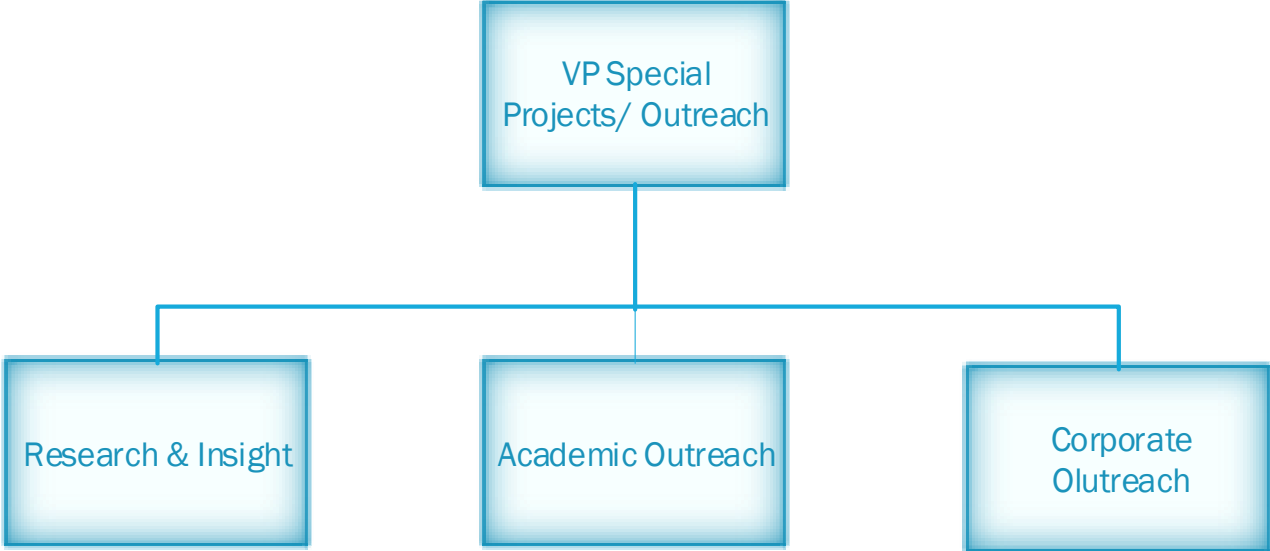 VP Special
Projects/ Outreach
Research & Insight
Academic Outreach
Corporate
Olutreach